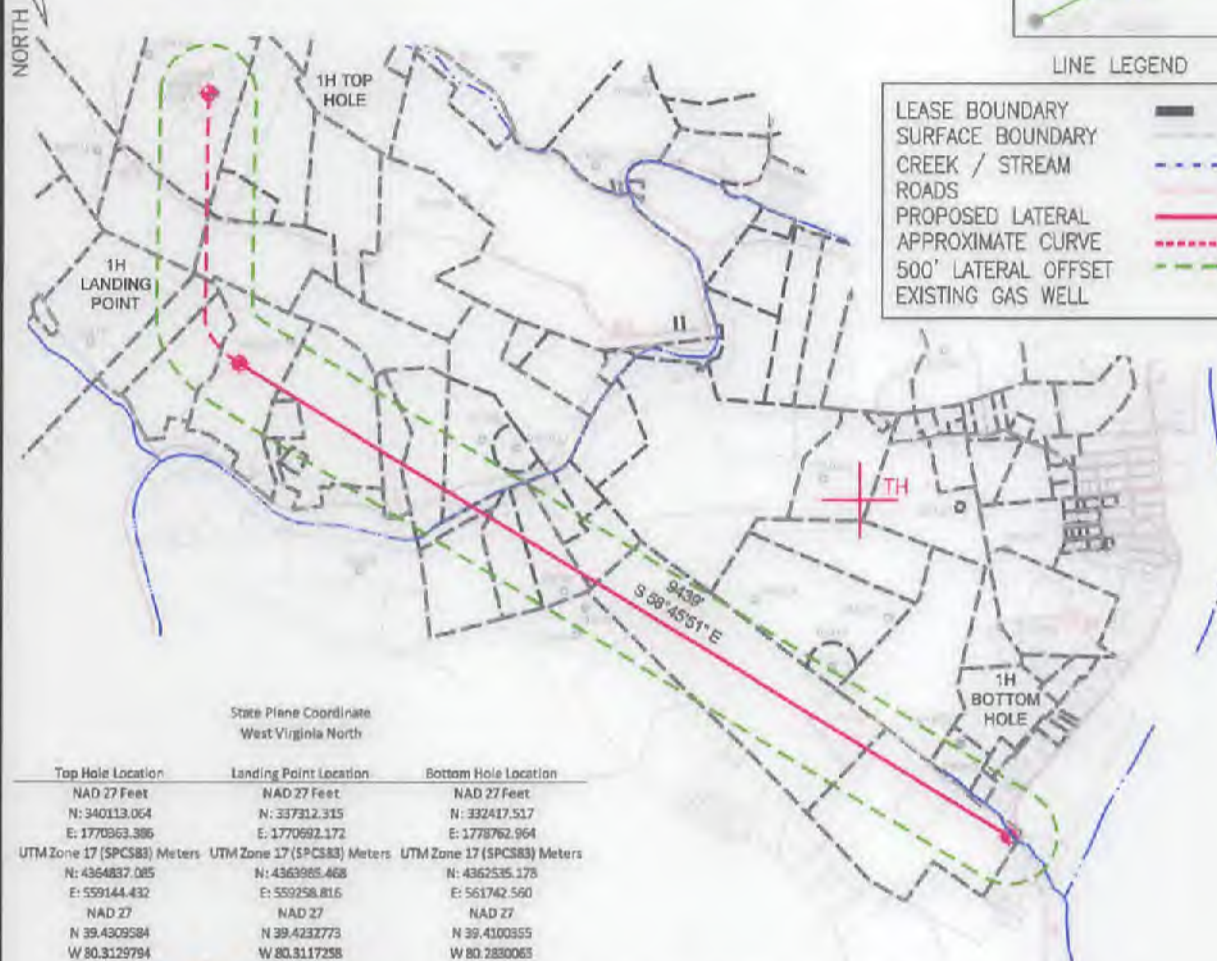 NORTH
LINE LEGEND
LEASE BOUNDARY
SURFACE BOUNDARY
CREEK / STREAM
ROADS
PROPOSED LATERAL
APPROXIMATE CURVE
500' LATERAL OFFSET
EXISTING GAS WELL
1H TOP
HOLE
1H
LANDING
POINT
TH
9439'
S 58°45'51" E
1H
BOTTOM
HOLE
State Plane Coordinate
West Virginia North
Top Hole Location Landing Point Location Bottom Hole Location
NAD 27 Feet NAD 27 Feet NAD 27 Feet
N: 340113.064 N: 337312.315 N: 332417.517
E: 1770363.386 E: 1770692.172 E: 1778762.964
UTM Zone 17 (SPCS83) Meters UTM Zone 17 (SPCS83) Meters UTM Zone 17 (SPCS83) Meters
N: 4364837.085 N: 4363985.468 N: 4362535.178
E: 559144.432 E: 559258.816 E: 561742.560
NAD 27 NAD 27 NAD 27
N 39.4309584 N 39.4232773 N 39.4100355
W 80.3129794 W 80.3117258 W 80.2830065